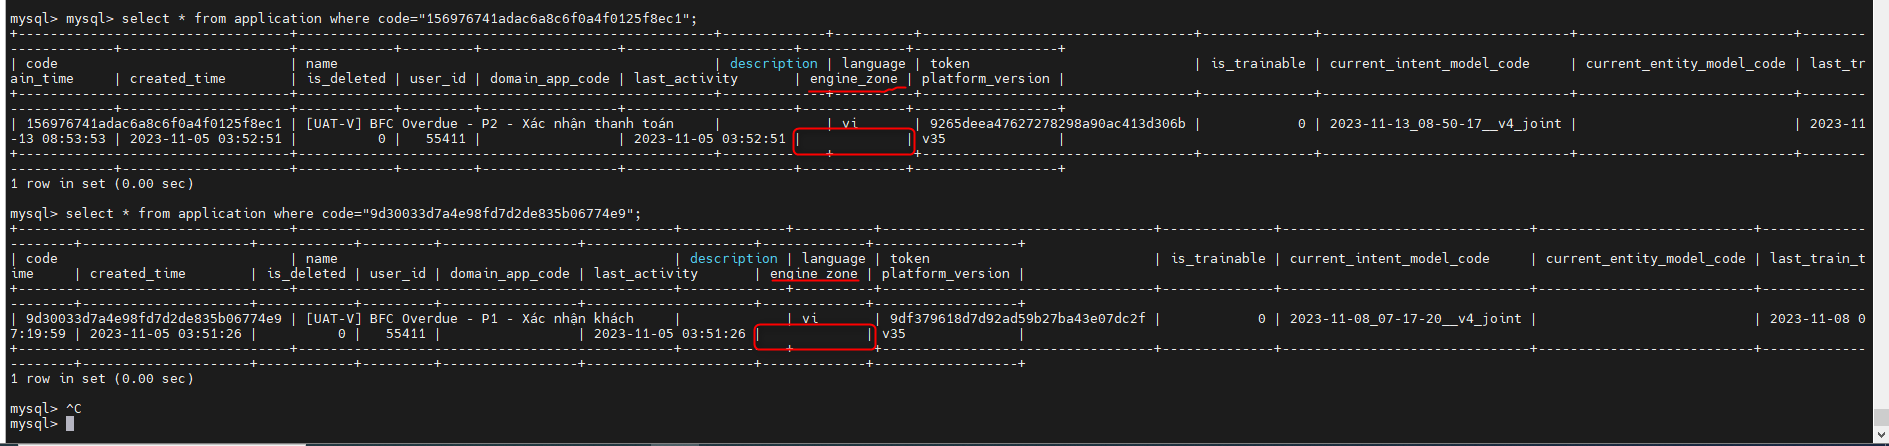 mysql> mysql> select * from application where code="156976741adac6a8c6f0a4f0125f8ec1";
| code | name | description | language | token | is_trainable | current_intent_model_code | current_entity_model_code | last_tr
ain_time | created_time | is_deleted | user_id | domain_app_code | last_activity | engine_zone | platform_version |
| 156976741adac6a8c6f0a4f0125f8ec1 | [UAT-V] BFC Overdue - P2 - Xác nhận thanh toán | | vi | 9265deea47627278298a90ac413d306b | 0 | 2023-11-13_08-50-17__v4_joint | | 2023-11
-13 08:53:53 | 2023-11-05 03:52:51 | 0 | 55411 | | 2023-11-05 03:52:51 | | v35 |
1 row in set (0.00 sec)
mysql> select * from application where code="9d30033d7a4e98fd7d2de835b06774e9";
| code | name | description | language | token | is_trainable | current_intent_model_code | current_entity_model_code | last_train_t
ime | created_time | is_deleted | user_id | domain_app_code | last_activity | engine_zone | platform_version |
| 9d30033d7a4e98fd7d2de835b06774e9 | [UAT-V] BFC Overdue - P1 - Xác nhận khách | | vi | 9df379618d7d92ad59b27ba43e07dc2f | 0 | 2023-11-08_07-17-20__v4_joint | | 2023-11-08 0
7:19:59 | 2023-11-05 03:51:26 | 0 | 55411 | | 2023-11-05 03:51:26 | | v35 |
1 row in set (0.00 sec)
mysql> ^C
mysql>